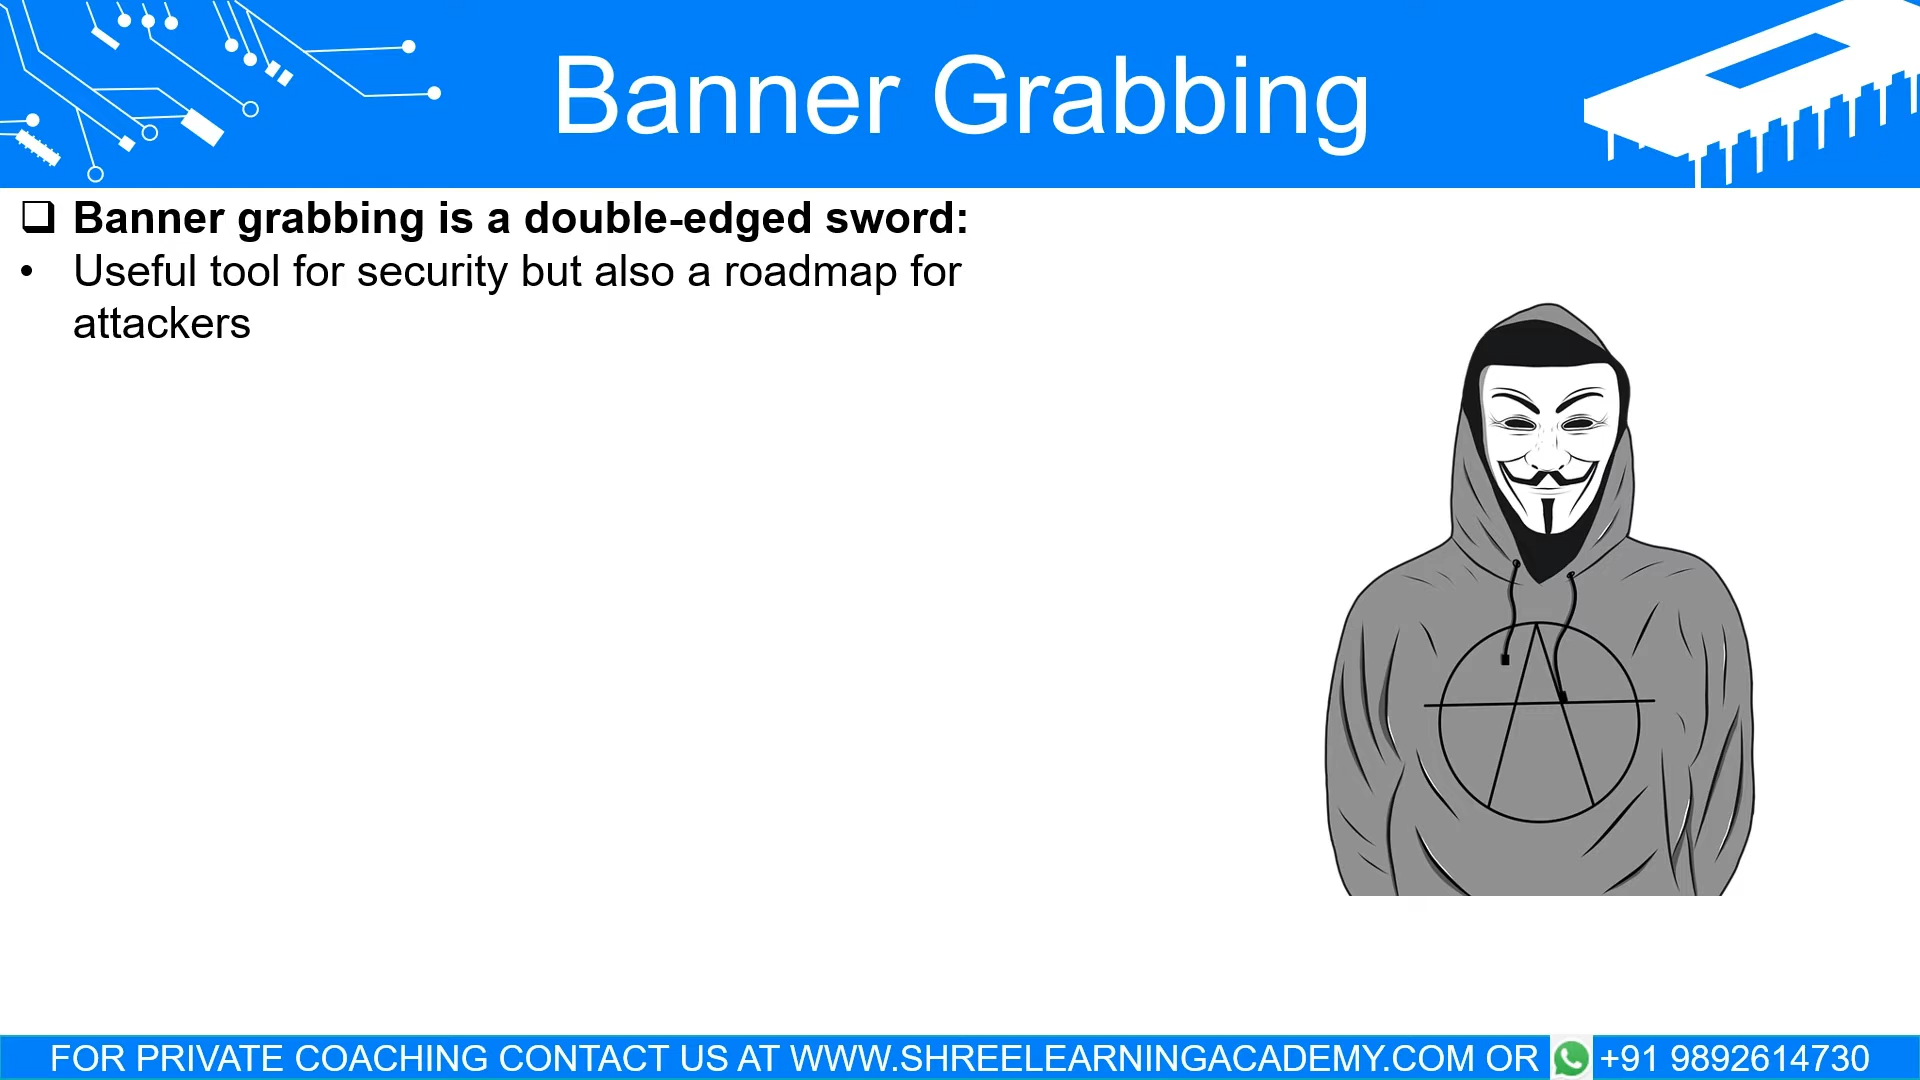 Banner Grabbing
❑ Banner grabbing is a double-edged sword:
• Useful tool for security but also a roadmap for
attackers
FOR PRIVATE COACHING CONTACT US AT WWW.SHREELEARNINGACADEMY.COM OR +91 9892614730